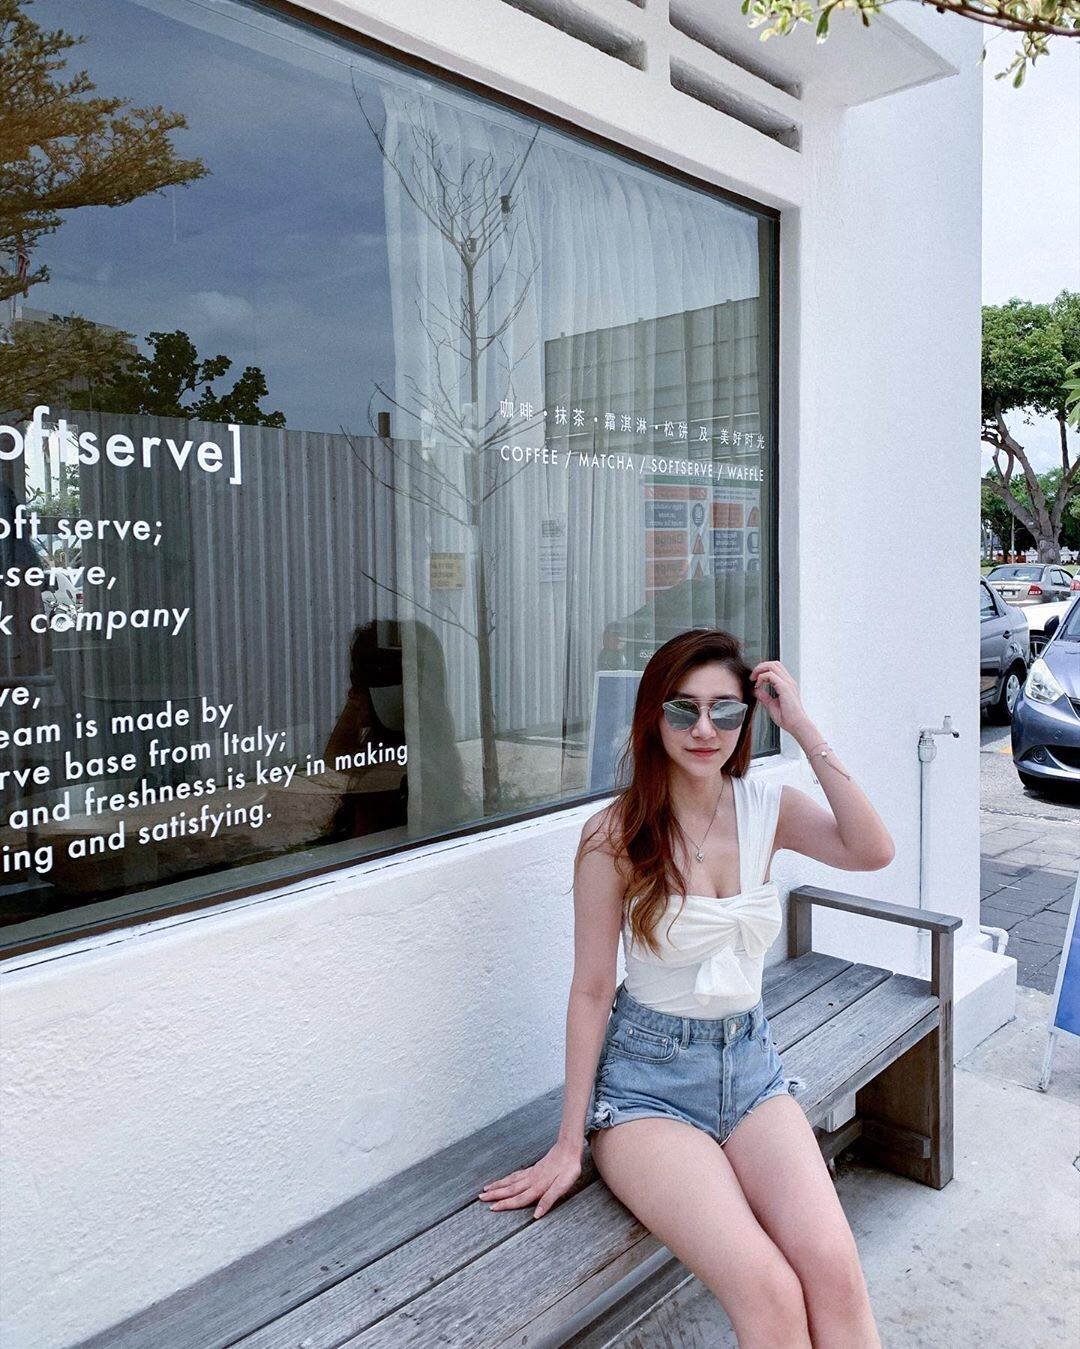 oftserve]
oft serve;
-serve,
k company
ve,
eam is made by
rve base from Italy;
and freshness is key in making
ing and satisfying.
咖啡・抹茶・霜淇淋・松饼 及 美好时光
COFFEE / MATCHA / SOFTSERVE / WAFFLE